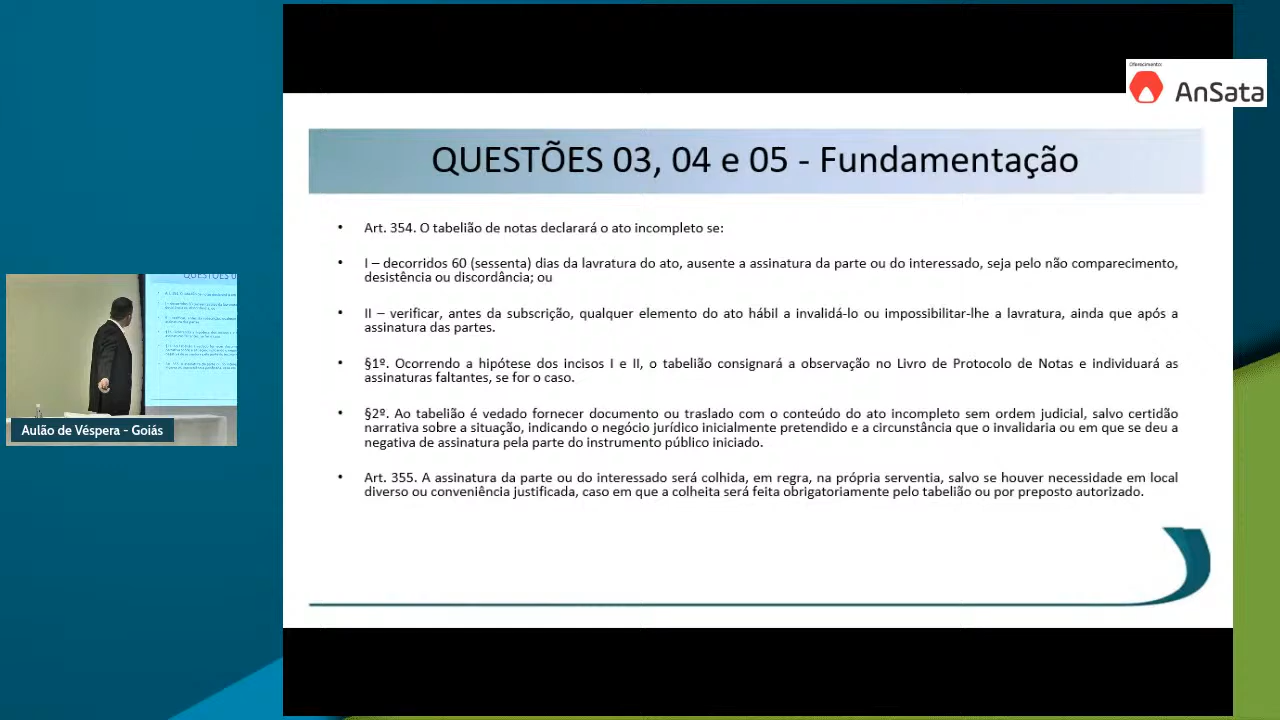 Oferecimento:
AnSata
QUESTÕES 03, 04 e 05 - Fundamentação
• Art. 354. O tabelião de notas declarará o ato incompleto se:
• I – decorridos 60 (sessenta) dias da lavratura do ato, ausente a assinatura da parte ou do interessado, seja pelo não comparecimento,
desistência ou discordância; ou
• II – verificar, antes da subscrição, qualquer elemento do ato hábil a invalidá-lo ou impossibilitar-lhe a lavratura, ainda que após a
assinatura das partes.
• §1º. Ocorrendo a hipótese dos incisos I e II, o tabelião consignará a observação no Livro de Protocolo de Notas e individuará as
assinaturas faltantes, se for o caso.
• §2º. Ao tabelião é vedado fornecer documento ou traslado com o conteúdo do ato incompleto sem ordem judicial, salvo certidão
narrativa sobre a situação, indicando o negócio jurídico inicialmente pretendido e a circunstância que o invalidaria ou em que se deu a
negativa de assinatura pela parte do instrumento público iniciado.
• Art. 355. A assinatura da parte ou do interessado será colhida, em regra, na própria serventia, salvo se houver necessidade em local
diverso ou conveniência justificada, caso em que a colheita será feita obrigatoriamente pelo tabelião ou por preposto autorizado.
QUESTÕES 0
Aulão de Véspera - Goiás